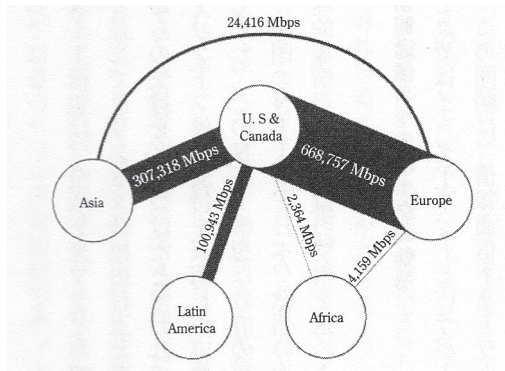 24,416 Mbps
U. S &
Canada
307,318 Mbps
668,757 Mbps
Asia
Europe
100,943 Mbps
2,364 Mbps
4,159 Mbps
Latin
America
Africa